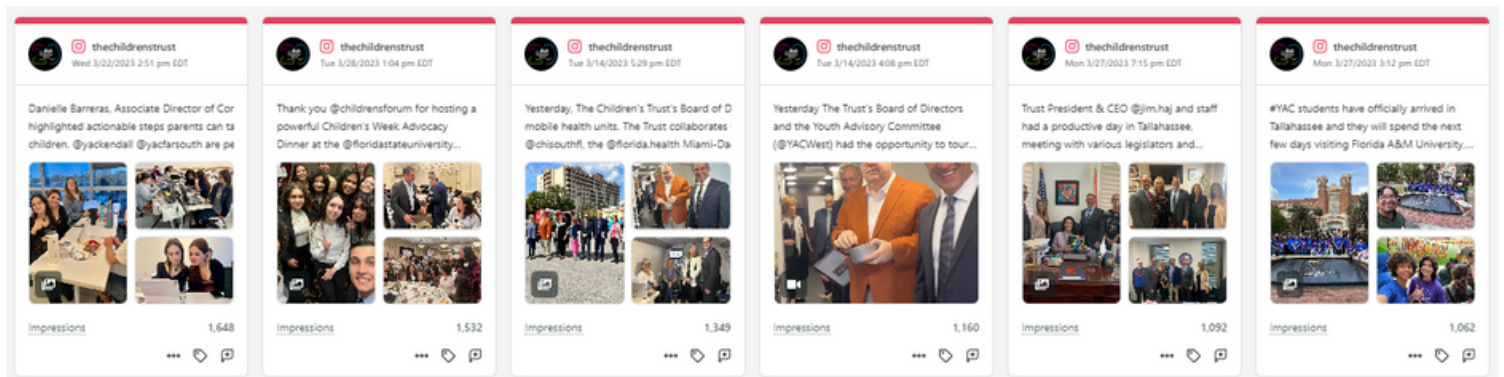 thechildrenstrust
Wed 3/22/2023 2:51 pm EDT
Danielle Barreras, Associate Director of Cor
highlighted actionable steps parents can ta
children. @yackendall @yacfarsouth are pe
Impressions 1,648
thechildrenstrust
Tue 3/28/2023 1:04 pm EDT
Thank you @childrensforum for hosting a
powerful Children's Week Advocacy
Dinner at the @floridastateuniversity...
Impressions 1,532
thechildrenstrust
Tue 3/14/2023 5:29 pm EDT
Yesterday, The Children's Trust's Board of D
mobile health units. The Trust collaborates
@chisouthfl, the @florida.health Miami-Da
Impressions 1,349
thechildrenstrust
Tue 3/14/2023 4:08 pm EDT
Yesterday The Trust's Board of Directors
and the Youth Advisory Committee
(@YACWest) had the opportunity to tour...
Impressions 1,160
thechildrenstrust
Mon 3/27/2023 7:15 pm EDT
Trust President & CEO @jim.haj and staff
had a productive day in Tallahassee,
meeting with various legislators and...
Impressions 1,092
thechildrenstrust
Mon 3/27/2023 3:12 pm EDT
#YAC students have officially arrived in
Tallahassee and they will spend the next
few days visiting Florida A&M University,...
Impressions 1,062